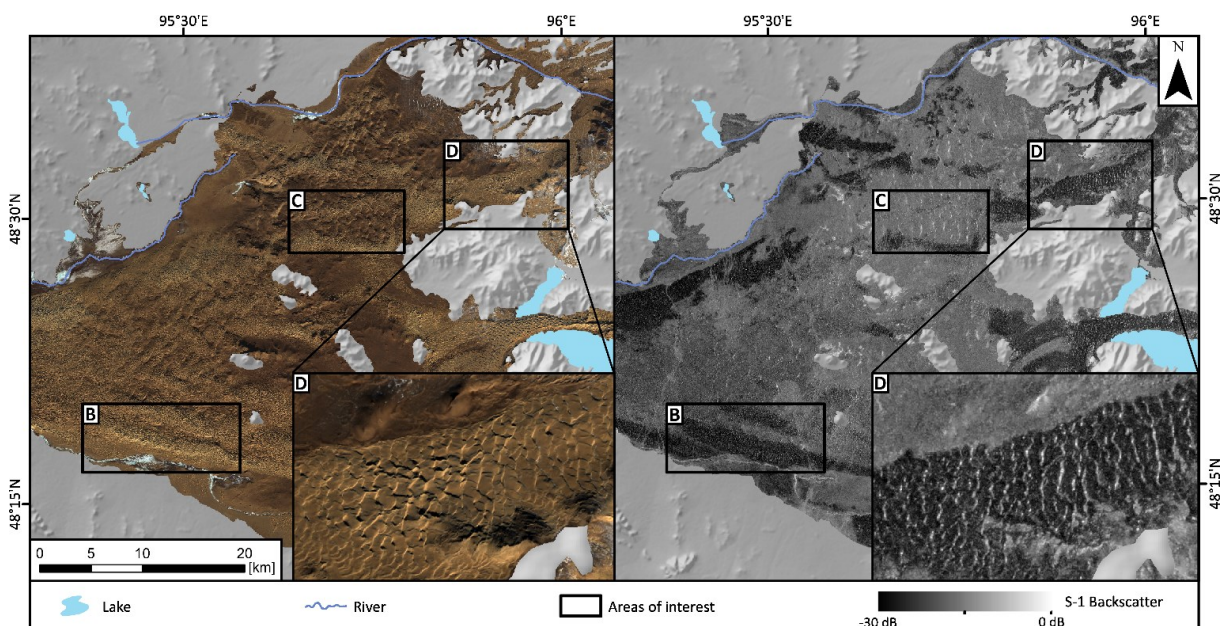 95°30'E
96°E
95°30'E
96°E
N
D
D
C
C
48°30'N
48°30'N
D
D
B
B
48°15'N
48°15'N
0 5 10 20
[km]
Lake
River
Areas of interest
S-1 Backscatter
-30 dB
0 dB